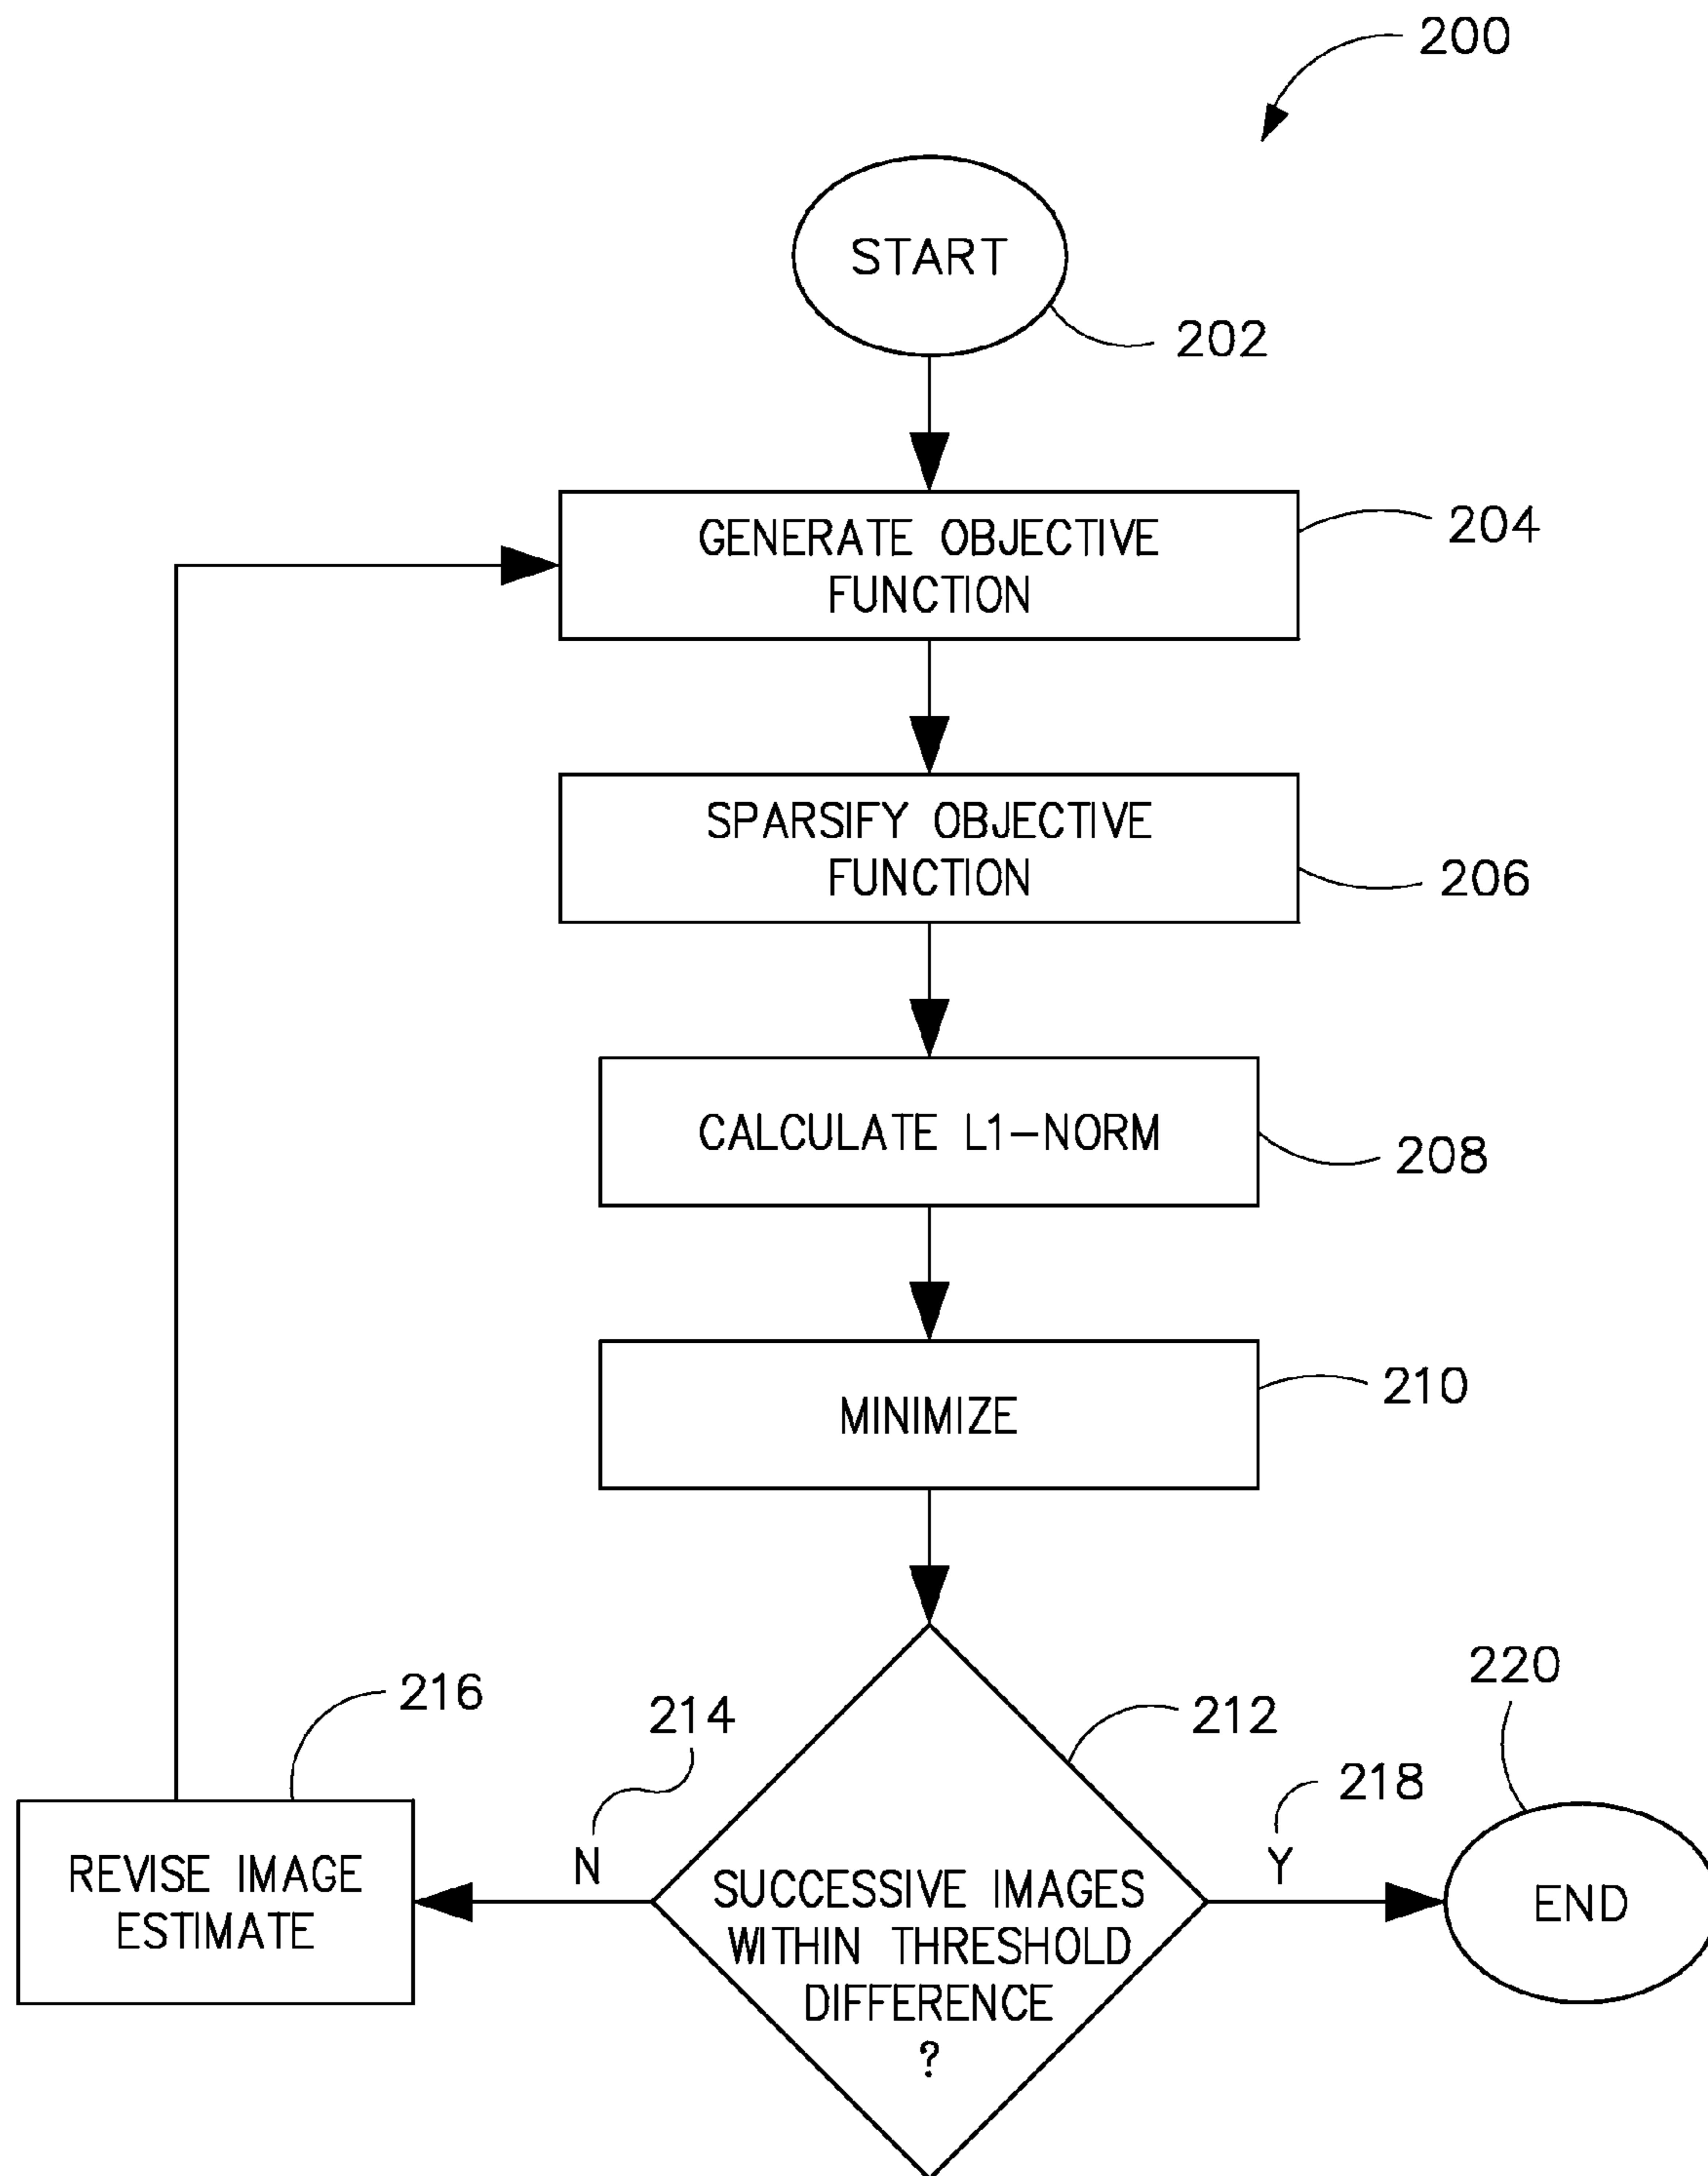 200
START
202
GENERATE OBJECTIVE
FUNCTION
204
SPARSIFY OBJECTIVE
FUNCTION
206
CALCULATE L1-NORM
208
MINIMIZE
210
216
214
212
220
218
N
Y
REVISE IMAGE
ESTIMATE
SUCCESSIVE IMAGES
WITHIN THRESHOLD
DIFFERENCE
?
END